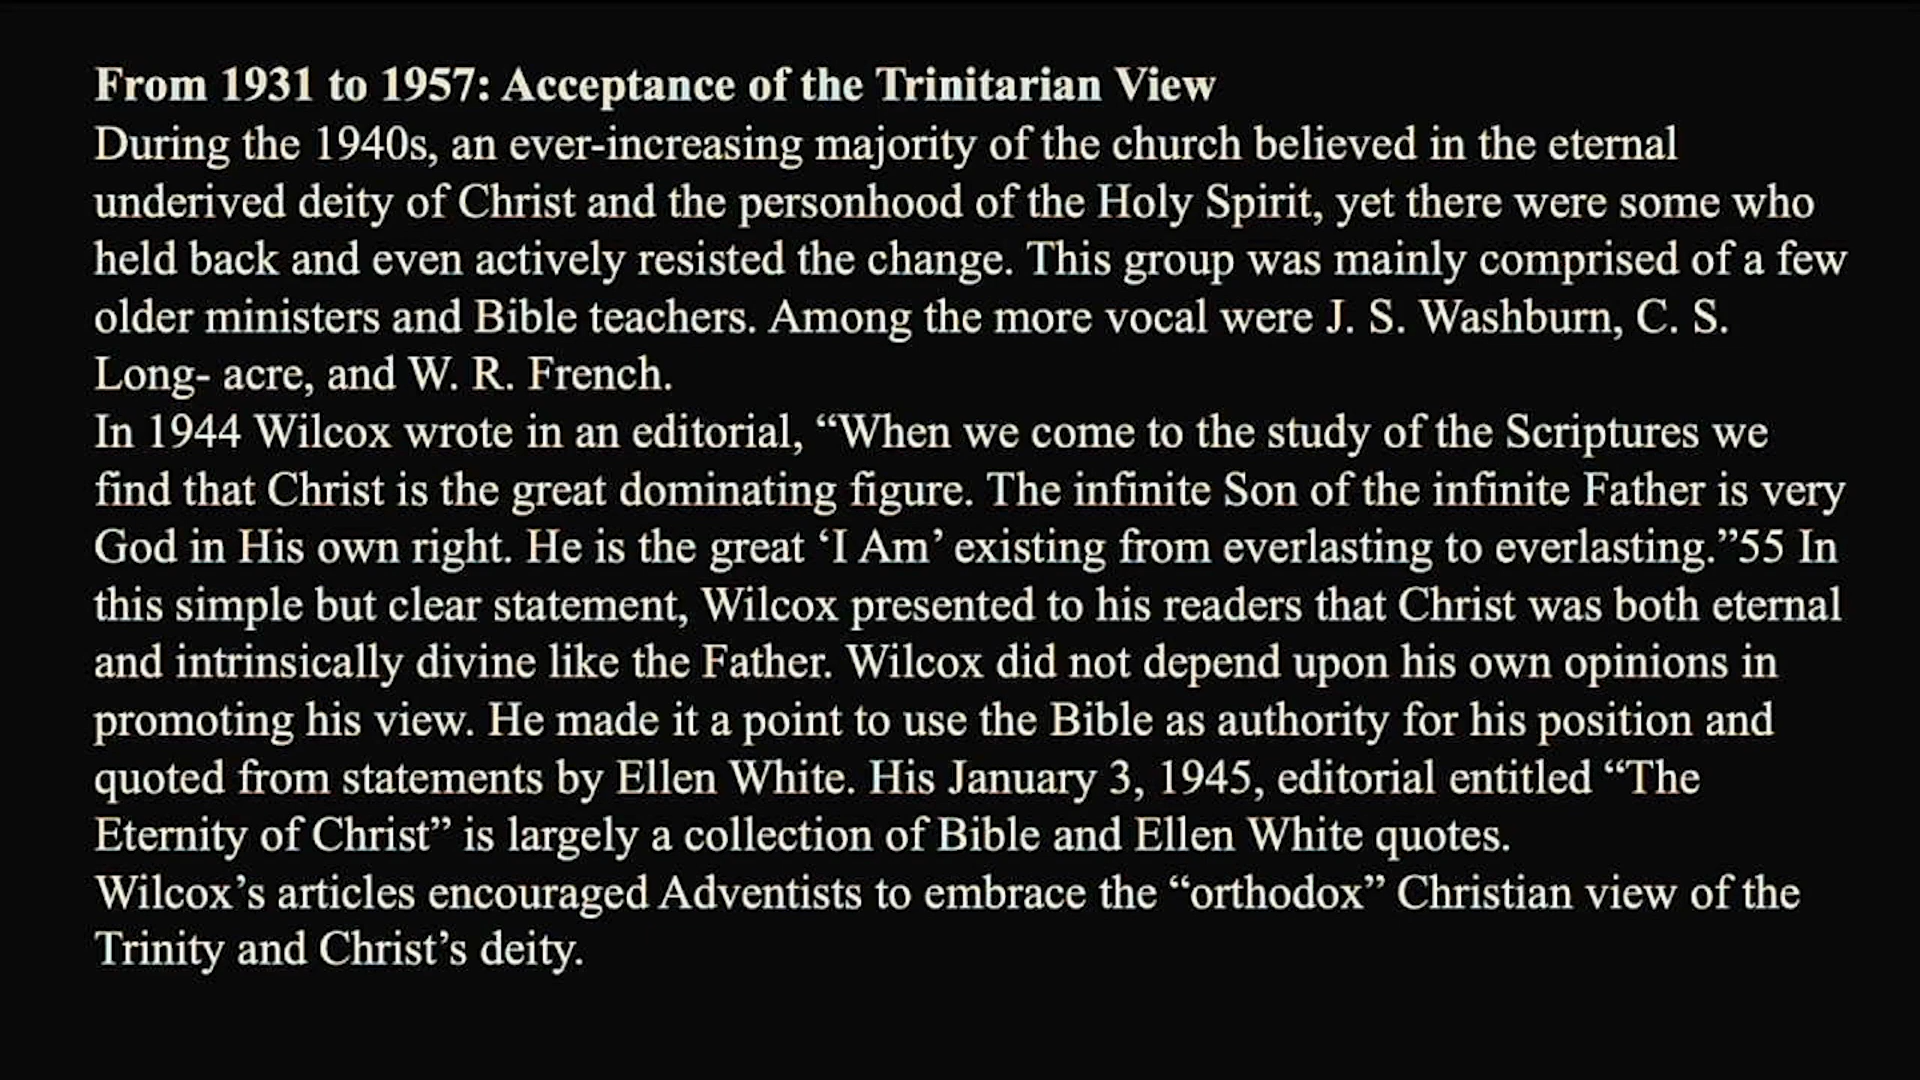 From 1931 to 1957: Acceptance of the Trinitarian View
During the 1940s, an ever-increasing majority of the church believed in the eternal
underived deity of Christ and the personhood of the Holy Spirit, yet there were some who
held back and even actively resisted the change. This group was mainly comprised of a few
older ministers and Bible teachers. Among the more vocal were J. S. Washburn, C. S.
Long- acre, and W. R. French.
In 1944 Wilcox wrote in an editorial, “When we come to the study of the Scriptures we
find that Christ is the great dominating figure. The infinite Son of the infinite Father is very
God in His own right. He is the great ‘I Am’ existing from everlasting to everlasting.”55 In
this simple but clear statement, Wilcox presented to his readers that Christ was both eternal
and intrinsically divine like the Father. Wilcox did not depend upon his own opinions in
promoting his view. He made it a point to use the Bible as authority for his position and
quoted from statements by Ellen White. His January 3, 1945, editorial entitled “The
Eternity of Christ” is largely a collection of Bible and Ellen White quotes.
Wilcox’s articles encouraged Adventists to embrace the “orthodox” Christian view of the
Trinity and Christ’s deity.